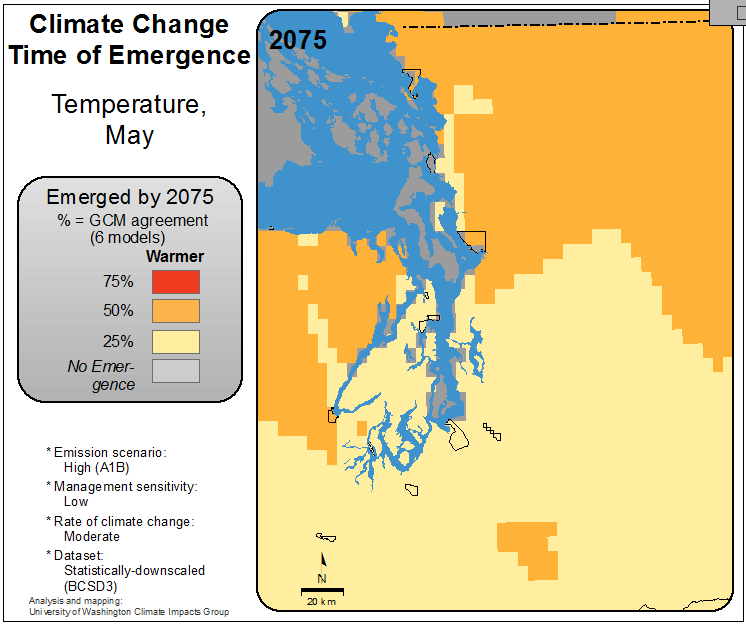 Climate Change
Time of Emergence
2075
Temperature,
May
Emerged by 2075
% = GCM agreement
(6 models)
Warmer
75%
50%
25%
No Emer-
gence
* Emission scenario:
High (A1B)
* Management sensitivity:
Low
* Rate of climate change:
Moderate
* Dataset:
Statistically-downscaled
(BCSD3)
Analysis and mapping:
University of Washington Climate Impacts Group
N
20 km